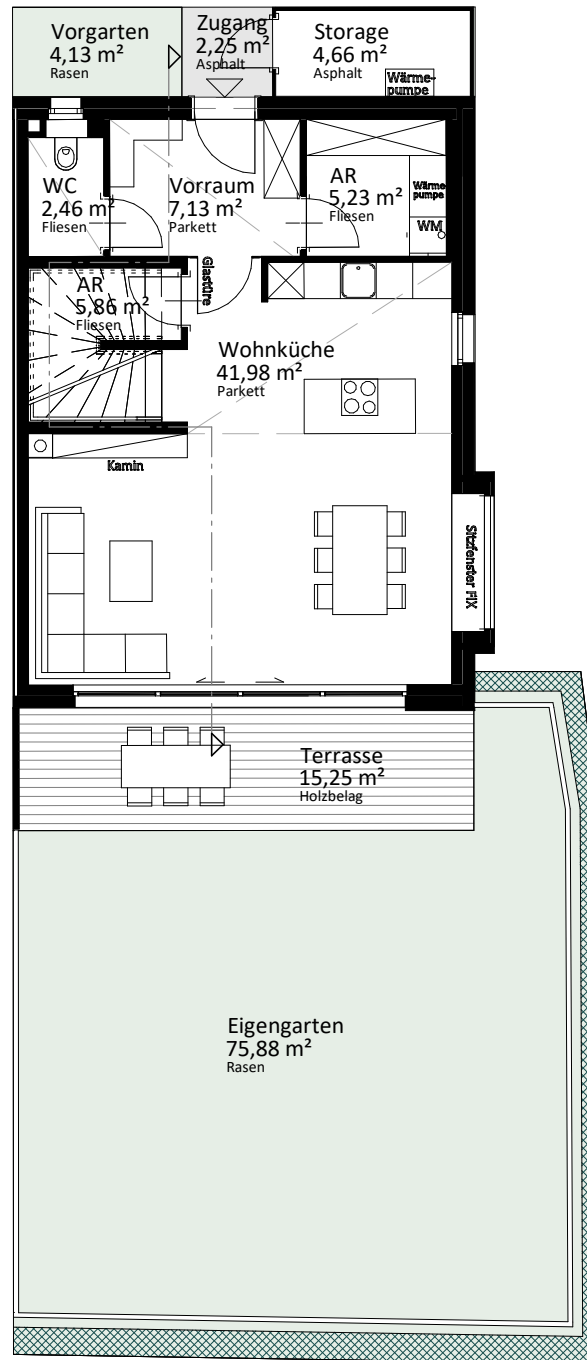 Vorgarten
4,13 m²
Rasen
Zugang
2,25 m²
Asphalt
Storage
4,66 m²
Asphalt
Wärme-
pumpe
WC
2,46 m²
Fliesen
Vorraum
7,13 m²
Parkett
AR
5,23 m²
Fliesen
Wärme
pumpe
WM
AR
5,86 m²
Fliesen
Glastüre
Wohnküche
41,98 m²
Parkett
Kamin
Sitzfenster FIX
Terrasse
15,25 m²
Holzbelag
Eigengarten
75,88 m²
Rasen